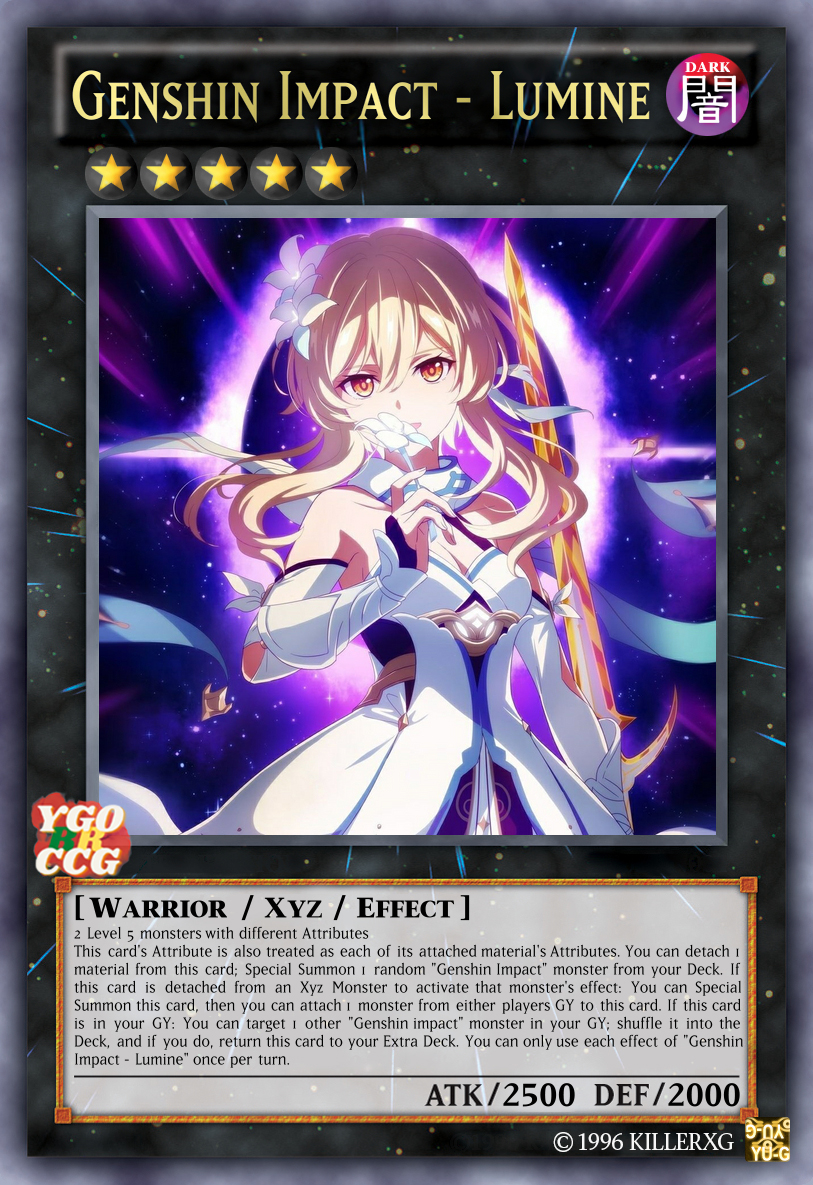 Genshin Impact - Lumine
DARK
闇
YGO
RR
CCG
[ Warrior / Xyz / Effect ]
2 Level 5 monsters with different Attributes
This card's Attribute is also treated as each of its attached material's Attributes. You can detach 1
material from this card; Special Summon 1 random "Genshin Impact" monster from your Deck. If
this card is detached from an Xyz Monster to activate that monster's effect: You can Special
Summon this card, then you can attach 1 monster from either players GY to this card. If this card
is in your GY: You can target 1 other "Genshin impact" monster in your GY; shuffle it into the
Deck, and if you do, return this card to your Extra Deck. You can only use each effect of "Genshin
Impact - Lumine" once per turn.
ATK/2500 DEF/2000
© 1996 KILLERXG